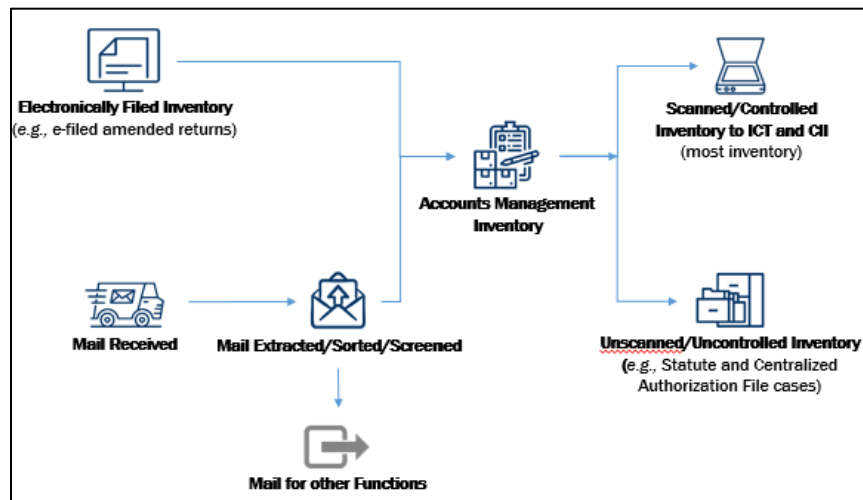 Electronically Filed Inventory
(e.g., e-filed amended returns)
Scanned/Controlled
Inventory to ICT and CII
(most inventory)
Accounts Management
Inventory
Mail Received
Mail Extracted/Sorted/Screened
Unscanned/Uncontrolled Inventory
(e.g., Statute and Centralized
Authorization File cases)
Mail for other Functions